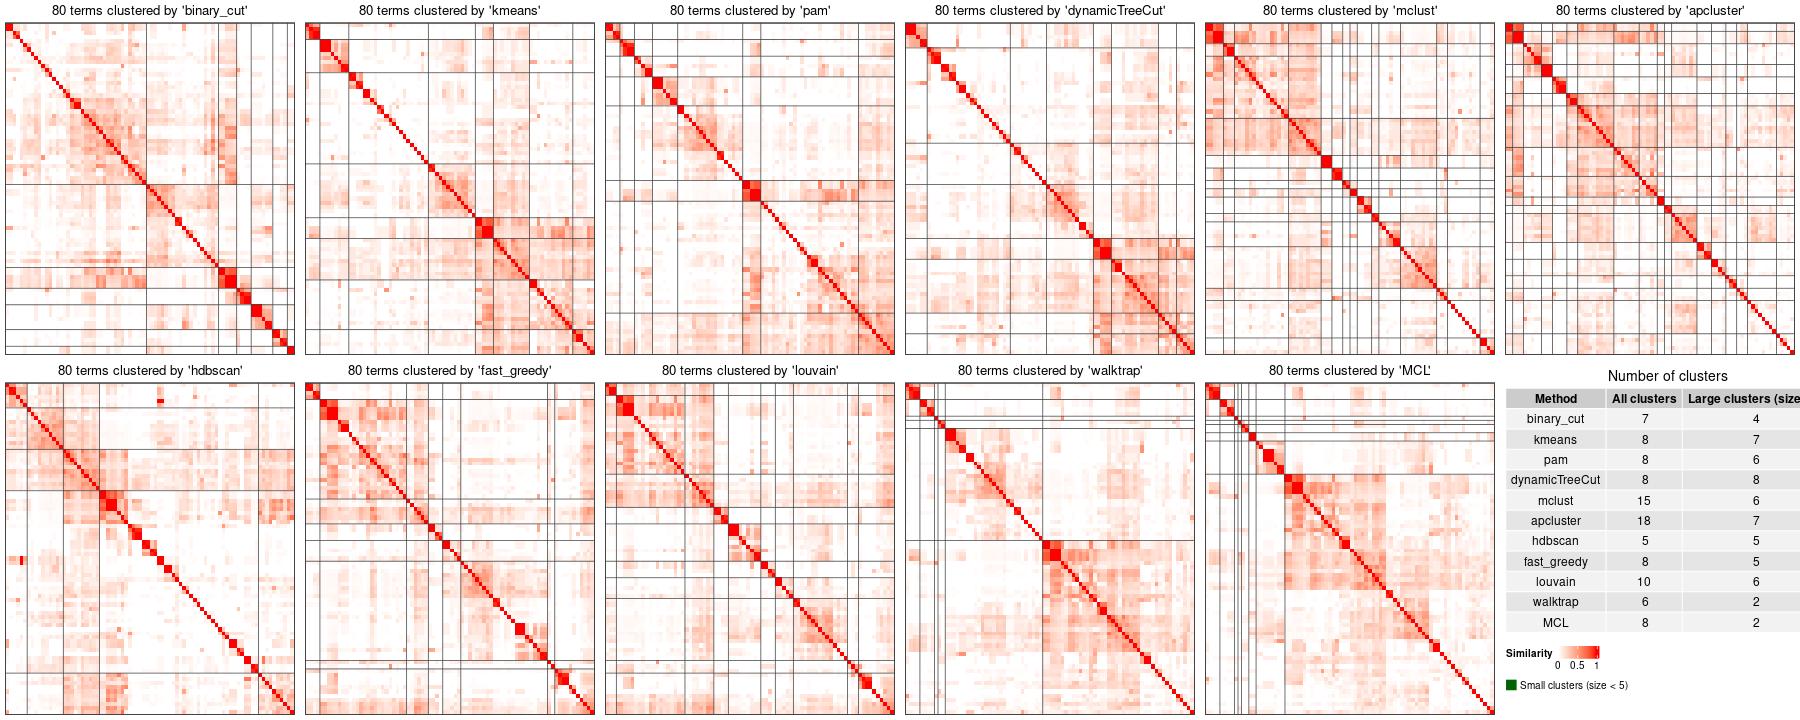 80 terms clustered by 'binary_cut'
80 terms clustered by 'kmeans'
80 terms clustered by 'pam'
80 terms clustered by 'dynamicTreeCut'
80 terms clustered by 'mclust'
80 terms clustered by 'apcluster'
80 terms clustered by 'hdbscan'
80 terms clustered by 'fast_greedy'
80 terms clustered by 'louvain'
80 terms clustered by 'walktrap'
80 terms clustered by 'MCL'
Number of clusters
Method All clusters Large clusters (size
binary_cut 7 4
kmeans 8 7
pam 8 6
dynamicTreeCut 8 8
mclust 15 6
apcluster 18 7
hdbscan 5 5
fast_greedy 8 5
louvain 10 6
walktrap 6 2
MCL 8 2
Similarity
0 0.5 1
Small clusters (size < 5)